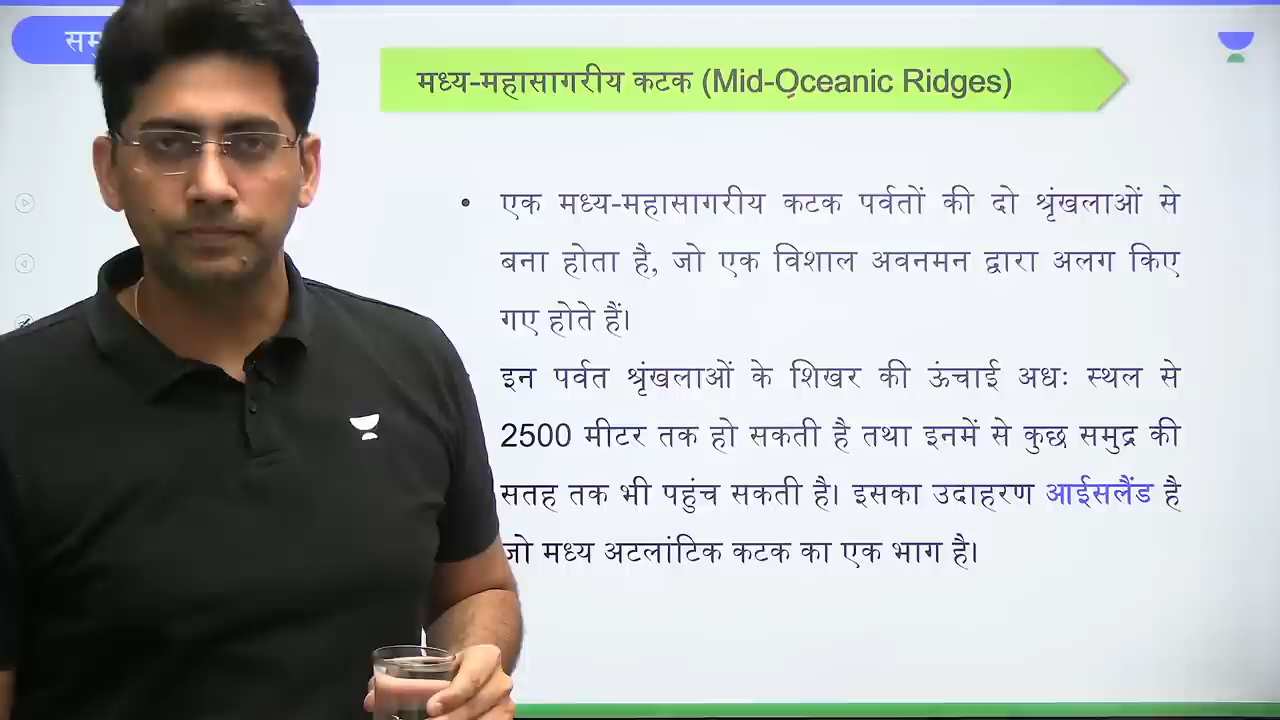 मध्य-महासागरीय कटक (Mid-Oceanic Ridges)
एक मध्य-महासागरीय कटक पर्वतों की दो श्रृंखलाओं से
बना होता है, जो एक विशाल अवनमन द्वारा अलग किए
गए होते हैं।
इन पर्वत श्रृंखलाओं के शिखर की ऊंचाई अधः स्थल से
2500 मीटर तक हो सकती है तथा इनमें से कुछ समुद्र की
सतह तक भी पहुंच सकती है। इसका उदाहरण आईसलैंड है
जो मध्य अटलांटिक कटक का एक भाग है।